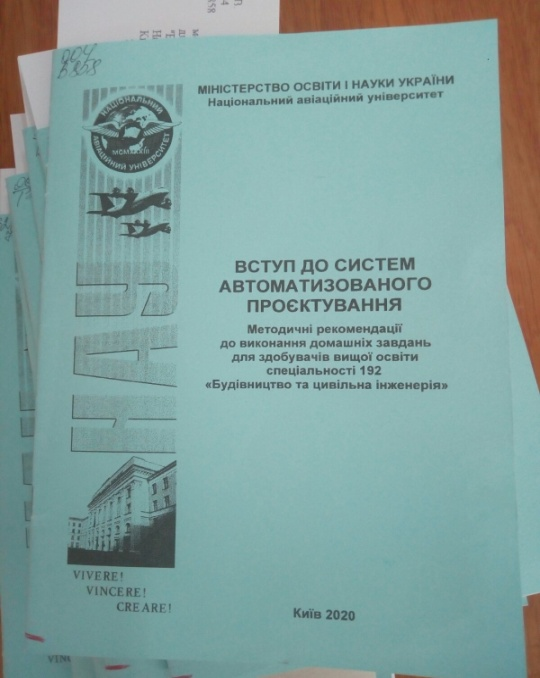 004
В 858
МІНІСТЕРСТВО ОСВІТИ І НАУКИ УКРАЇНИ
Національний авіаційний університет
НАЦІОНАЛЬНИЙ
АВІАЦІЙНИЙ УНІВЕРСИТЕТ
НАУ
ВСТУП ДО СИСТЕМ
АВТОМАТИЗОВАНОГО
ПРОЄКТУВАННЯ
Методичні рекомендації
до виконання домашніх завдань
для здобувачів вищої освіти
спеціальності 192
«Будівництво та цивільна інженерія»
VIVERE!
VINCERE!
CREARE!
Київ 2020